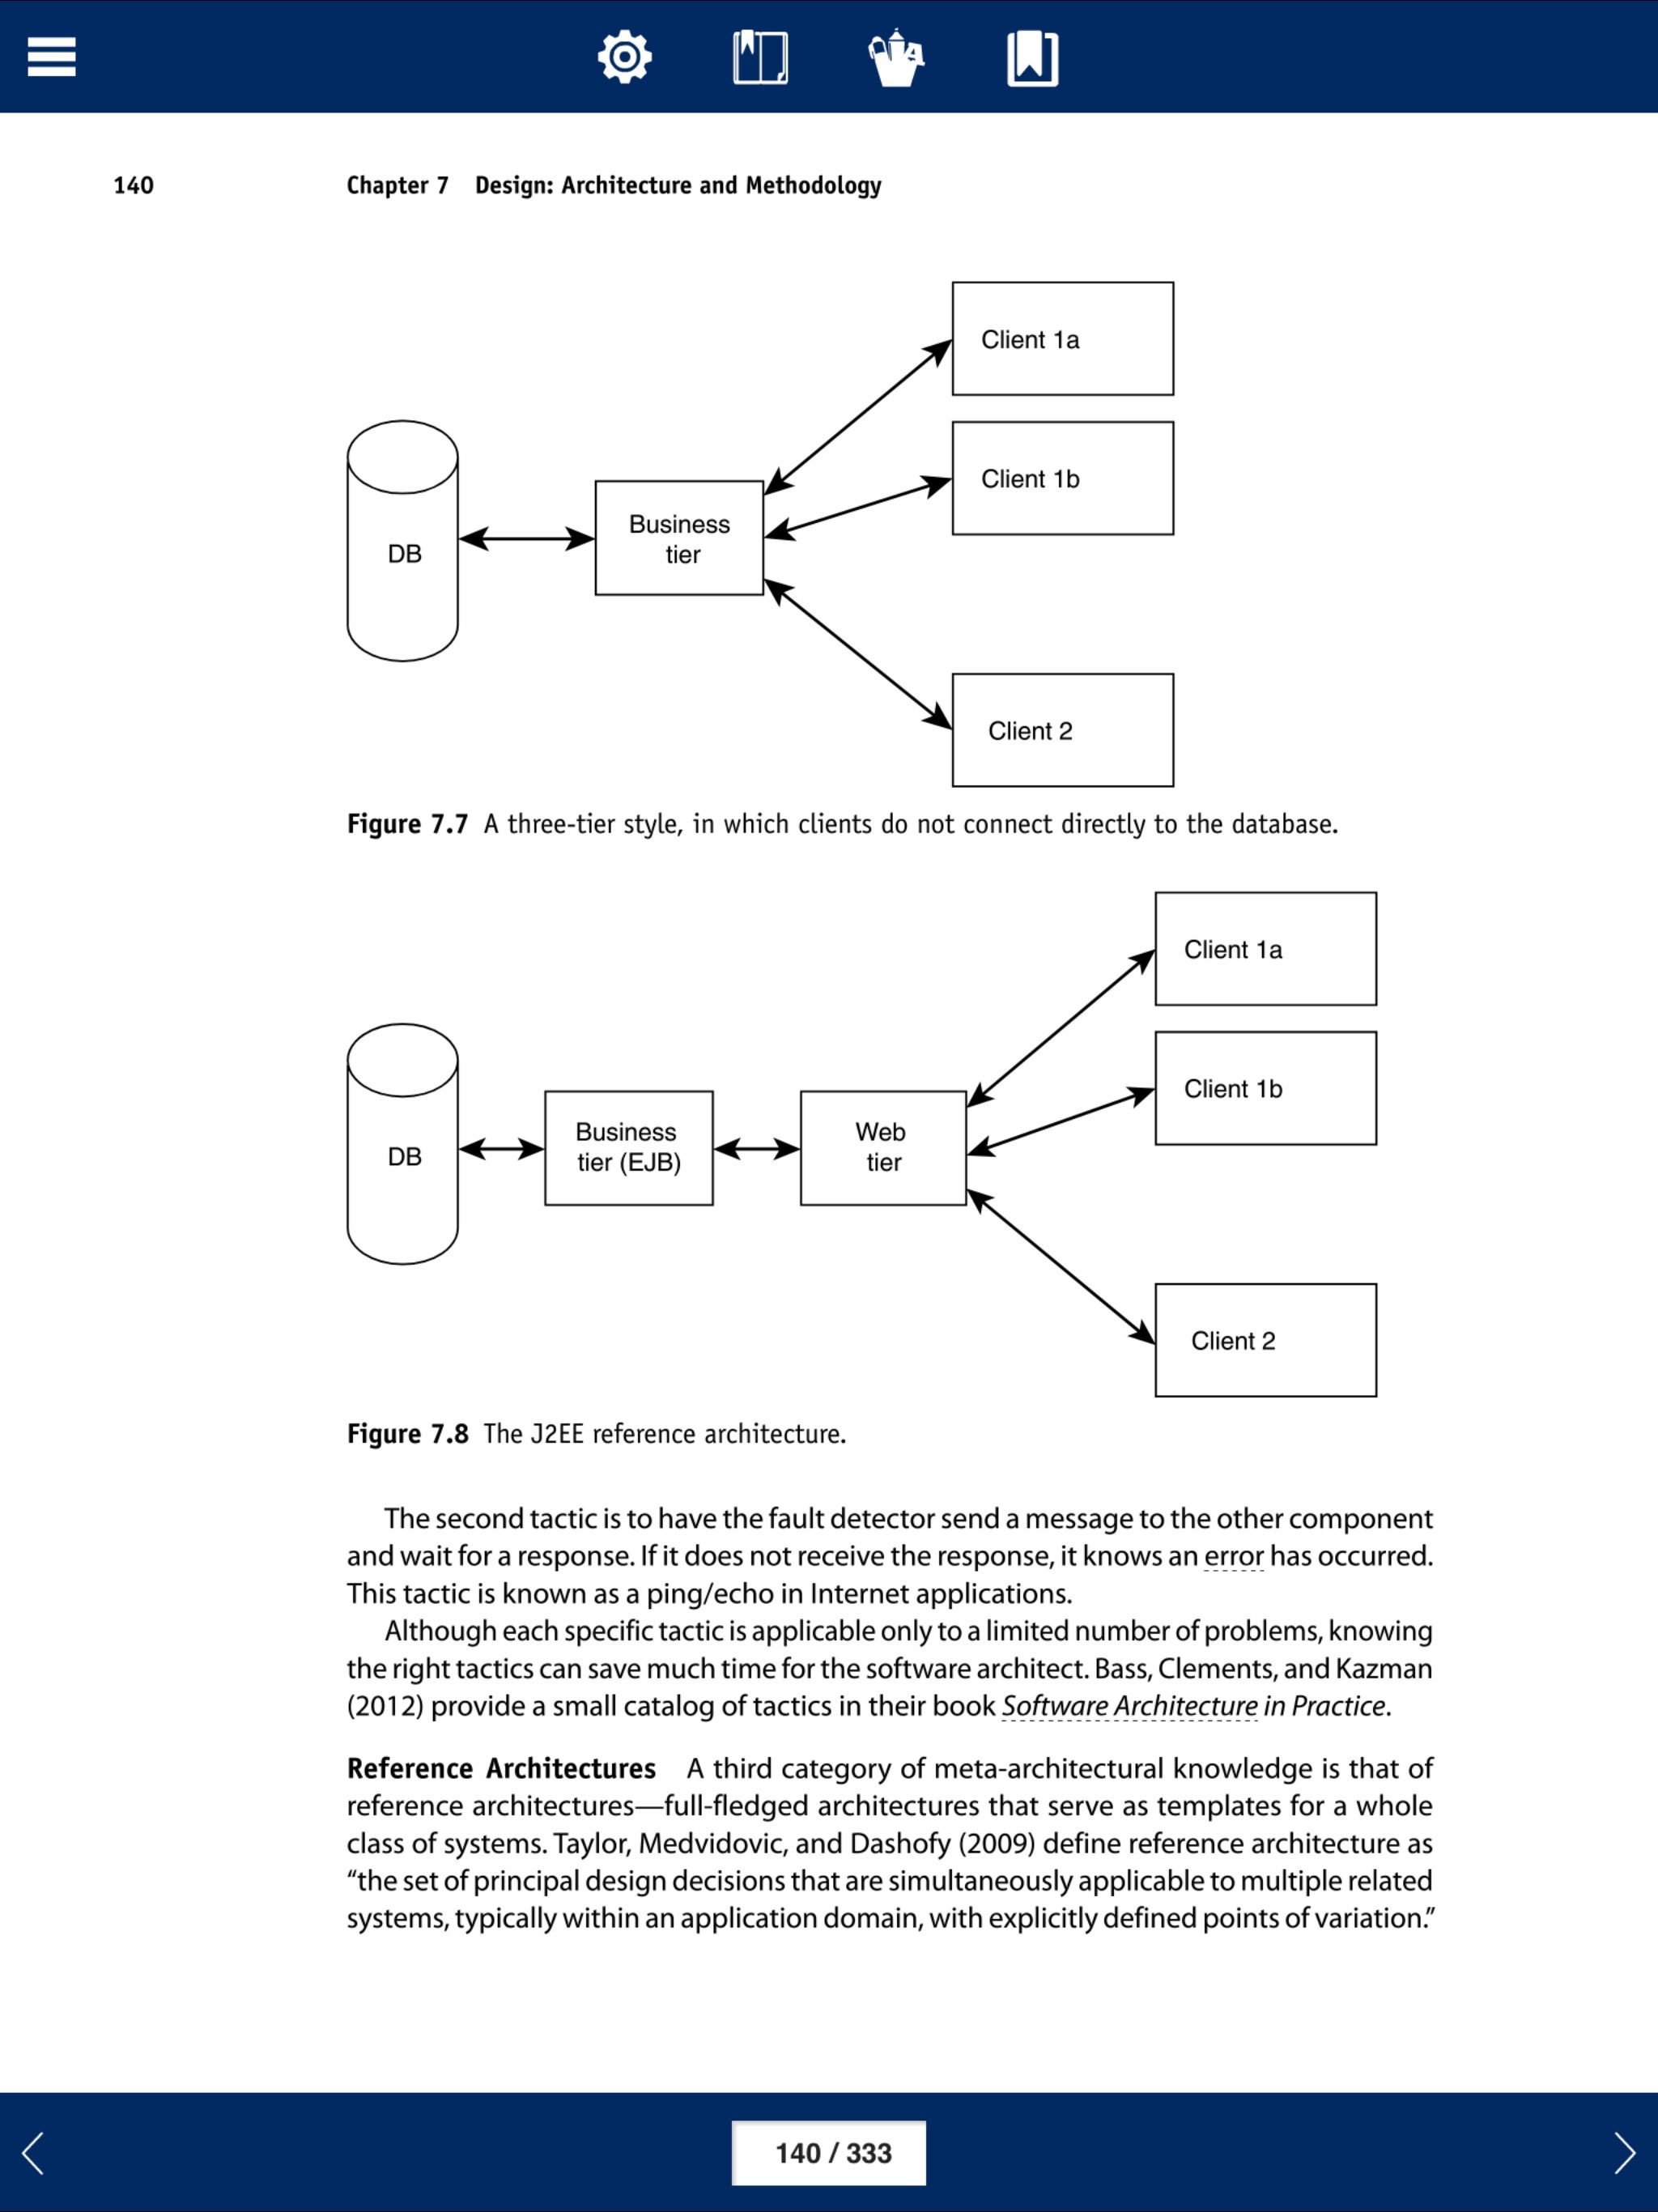 140 Chapter 7 Design: Architecture and Methodology
Client 1a
Client 1b
Business
tier
DB
Client 2
Figure 7.7 A three-tier style, in which clients do not connect directly to the database.
Client 1a
Client 1b
Business
tier (EJB)
Web
tier
DB
Client 2
Figure 7.8 The J2EE reference architecture.
The second tactic is to have the fault detector send a message to the other component
and wait for a response. If it does not receive the response, it knows an error has occurred.
This tactic is known as a ping/echo in Internet applications.
Although each specific tactic is applicable only to a limited number of problems, knowing
the right tactics can save much time for the software architect. Bass, Clements, and Kazman
(2012) provide a small catalog of tactics in their book Software Architecture in Practice.
Reference Architectures A third category of meta-architectural knowledge is that of
reference architectures—full-fledged architectures that serve as templates for a whole
class of systems. Taylor, Medvidovic, and Dashofy (2009) define reference architecture as
“the set of principal design decisions that are simultaneously applicable to multiple related
systems, typically within an application domain, with explicitly defined points of variation.”
140 / 333